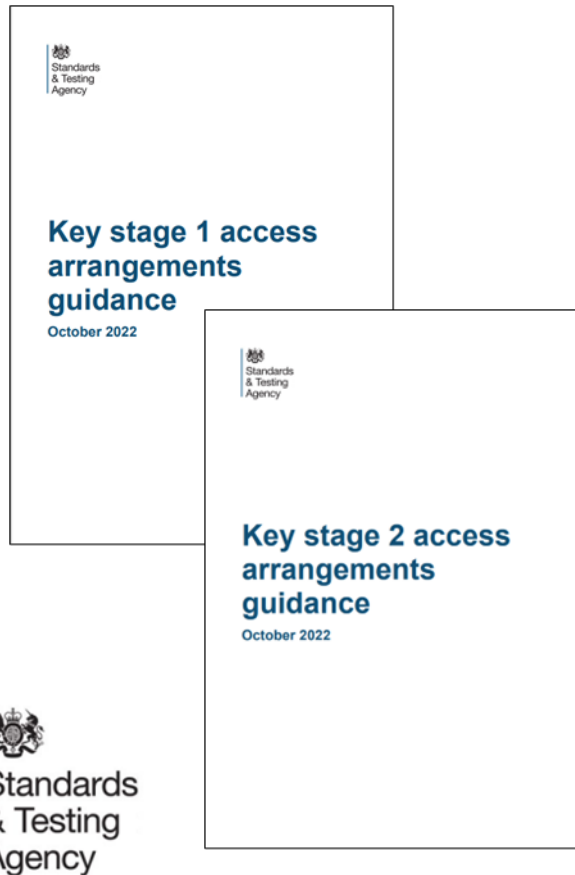 Standards
& Testing
Agency
Key stage 1 access
arrangements
guidance
October 2022
Standards
& Testing
Agency
Key stage 2 access
arrangements
guidance
October 2022
Standards
& Testing
Agency